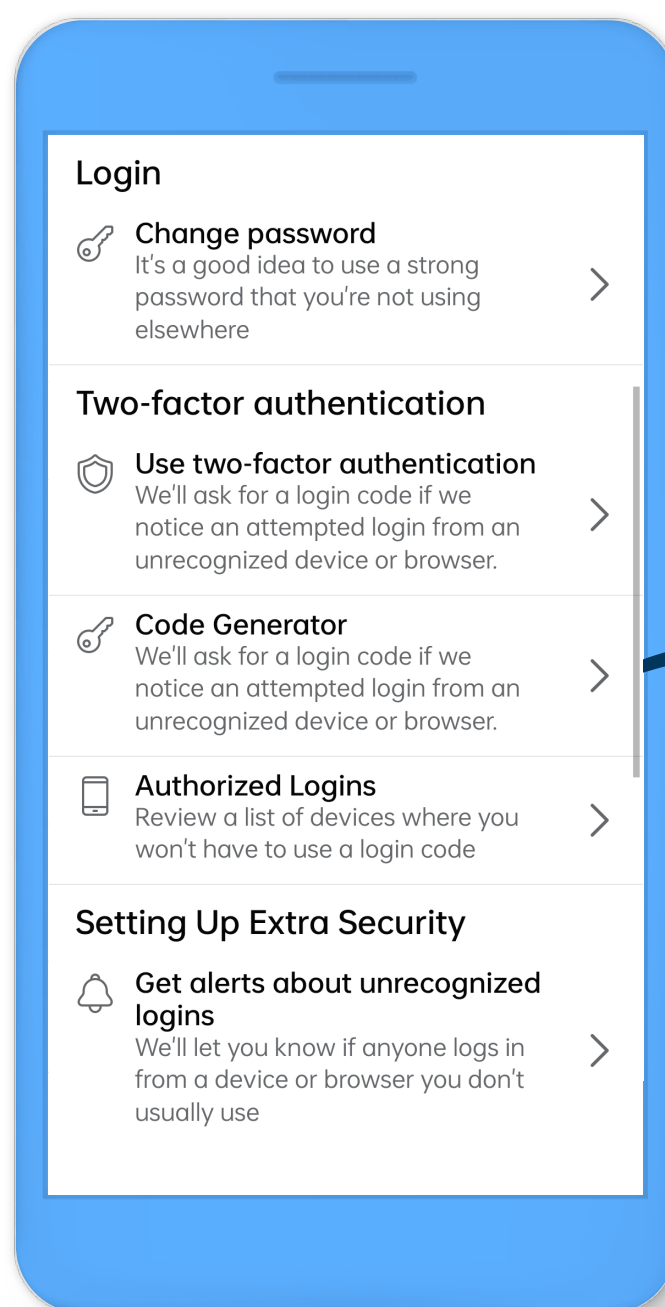 Login
Change password
It's a good idea to use a strong
password that you're not using
elsewhere
Two-factor authentication
Use two-factor authentication
We'll ask for a login code if we
notice an attempted login from an
unrecognized device or browser.
Code Generator
We'll ask for a login code if we
notice an attempted login from an
unrecognized device or browser.
Authorized Logins
Review a list of devices where you
won't have to use a login code
Setting Up Extra Security
Get alerts about unrecognized
logins
We'll let you know if anyone logs in
from a device or browser you don't
usually use